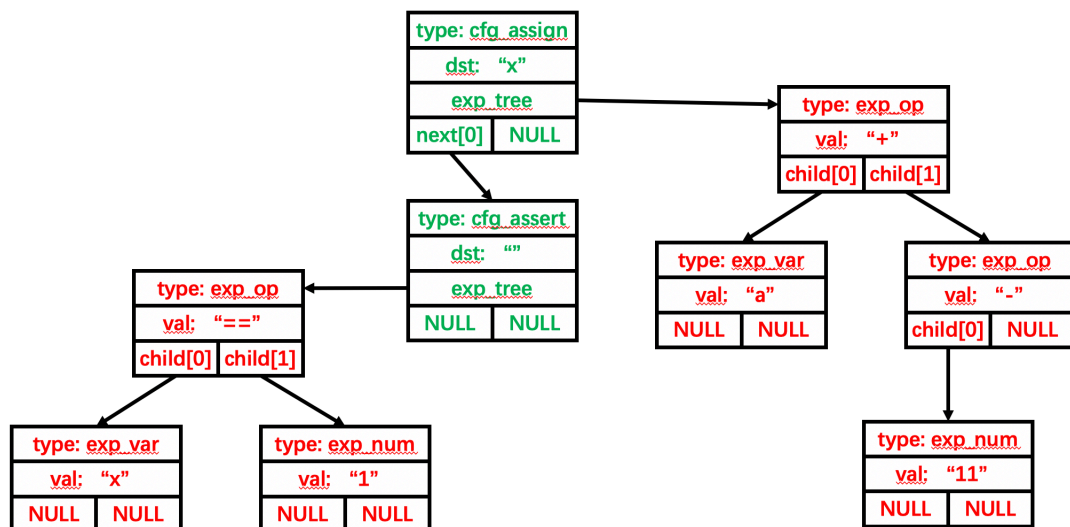 type: cfg_assign
dst: “x”
exp_tree
next[0] NULL
type: exp_op
val: “+”
child[0] child[1]
type: cfg_assert
dst: “”
exp_tree
NULL NULL
type: exp_var
val: “a”
NULL NULL
type: exp_op
val: “-”
child[0] NULL
type: exp_op
val: “==”
child[0] child[1]
type: exp_var
val: “x”
NULL NULL
type: exp_num
val: “1”
NULL NULL
type: exp_num
val: “11”
NULL NULL